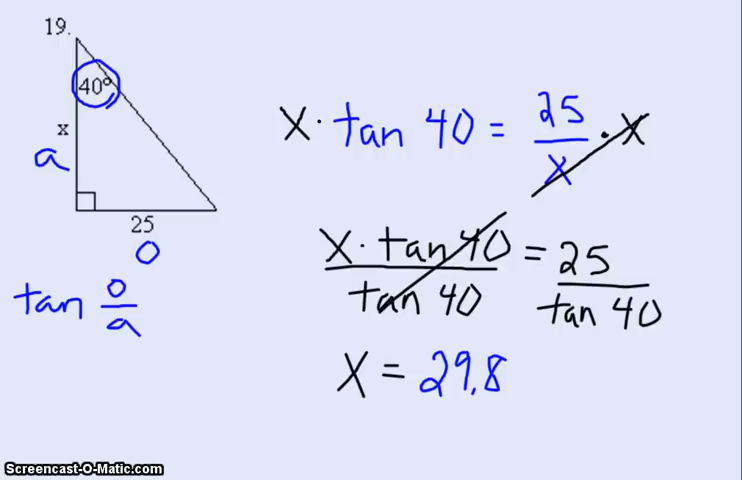 19.
40°
x
a
25
o
tan o/a
x · tan 40 = 25/x · x
x · tan 40 / tan 40 = 25 / tan 40
x = 29.8
Screencast-O-Matic.com